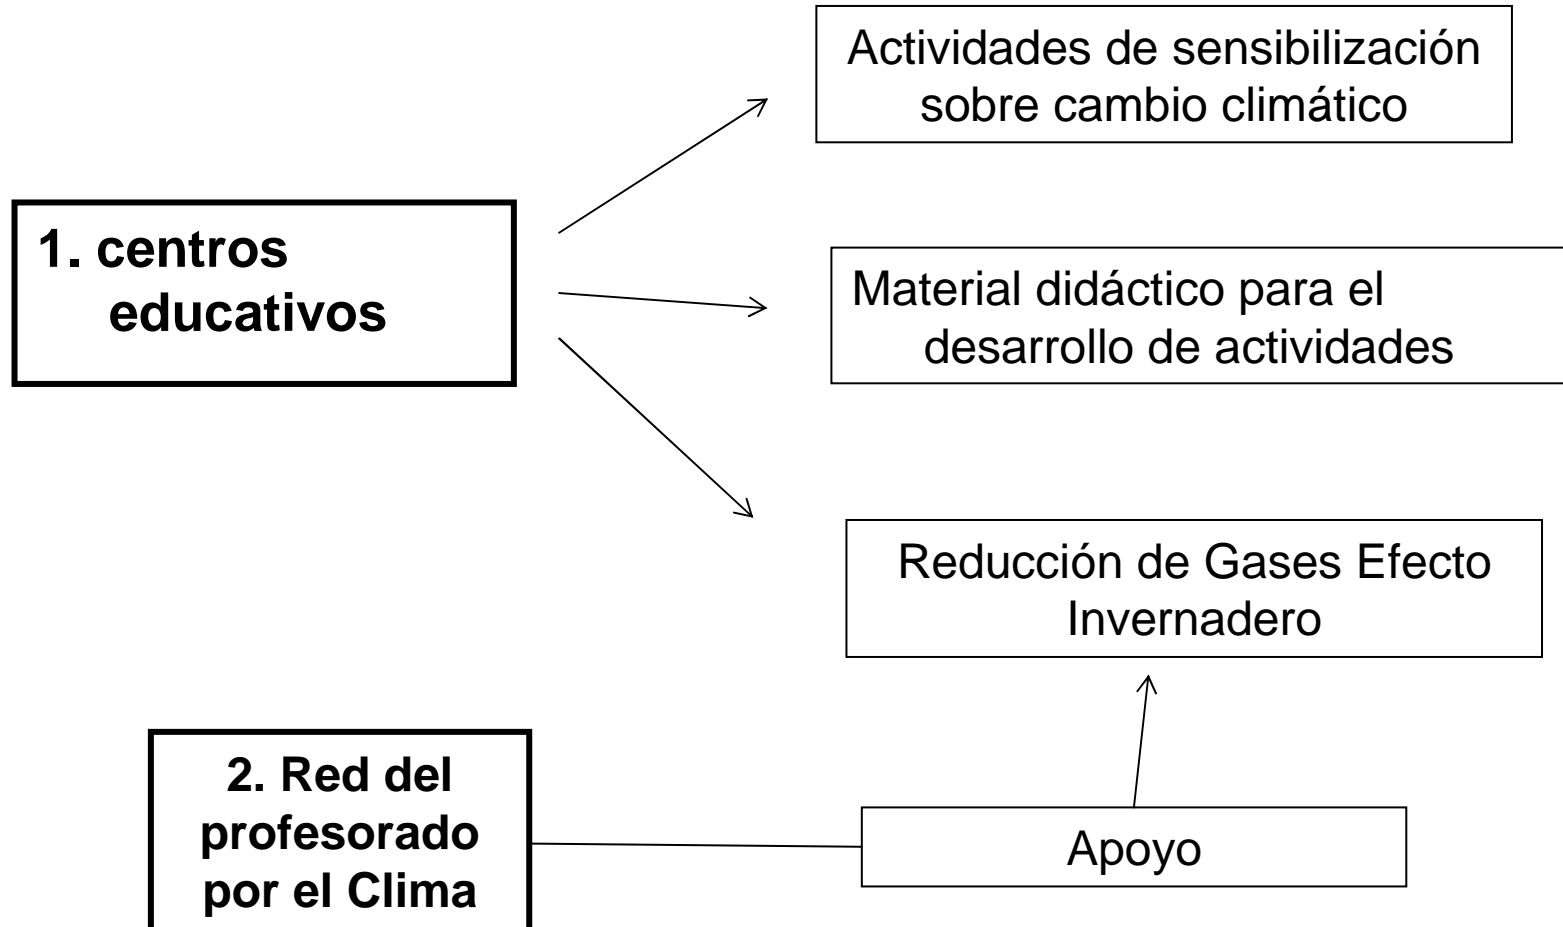 Actividades de sensibilización
sobre cambio climático
1. centros
educativos
Material didáctico para el
desarrollo de actividades
Reducción de Gases Efecto
Invernadero
2. Red del
profesorado
por el Clima
Apoyo